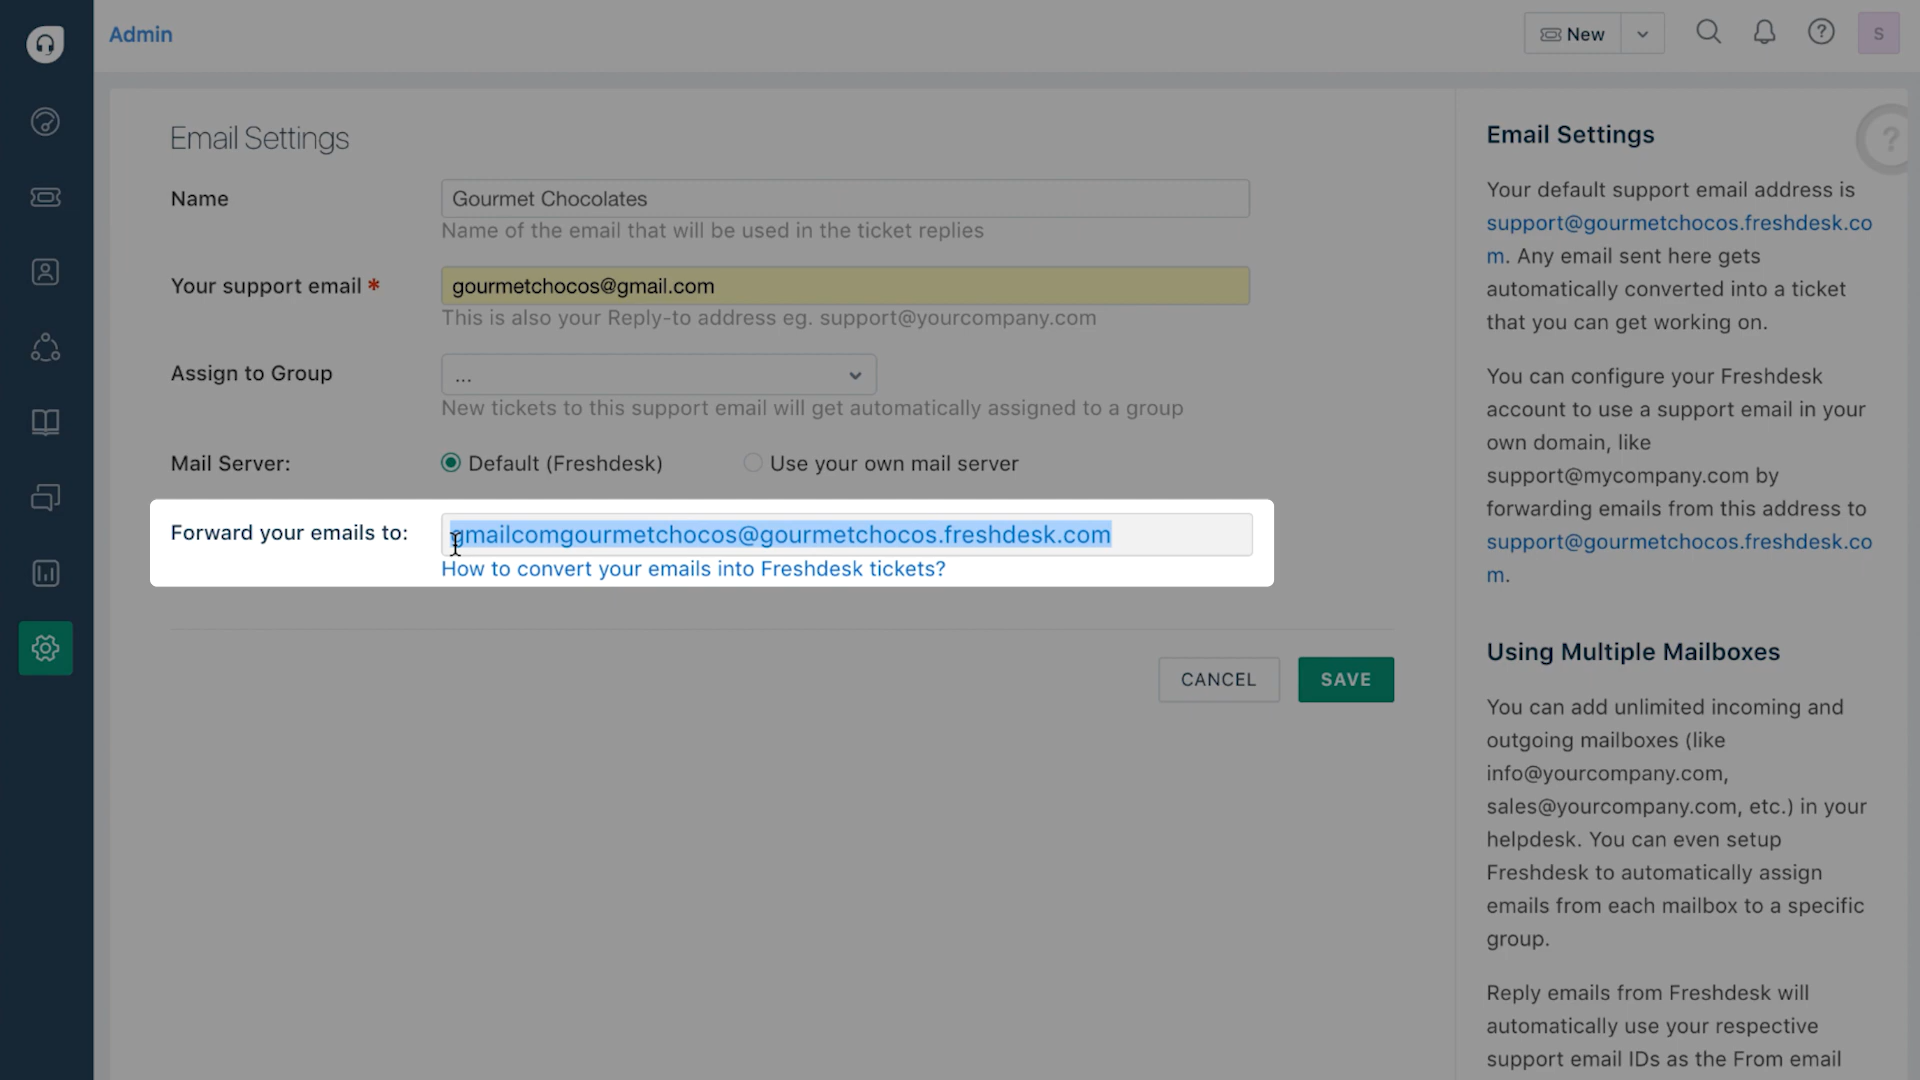 Admin
New
S
Email Settings
Name
Gourmet Chocolates
Name of the email that will be used in the ticket replies
Your support email *
gourmetchocos@gmail.com
This is also your Reply-to address eg. support@yourcompany.com
Assign to Group
...
New tickets to this support email will get automatically assigned to a group
Mail Server:
Default (Freshdesk)
Use your own mail server
Forward your emails to:
gmailcomgourmetchocos@gourmetchocos.freshdesk.com
How to convert your emails into Freshdesk tickets?
CANCEL
SAVE
Email Settings
?
Your default support email address is
support@gourmetchocos.freshdesk.co
m. Any email sent here gets
automatically converted into a ticket
that you can get working on.
You can configure your Freshdesk
account to use a support email in your
own domain, like
support@mycompany.com by
forwarding emails from this address to
support@gourmetchocos.freshdesk.co
m.
Using Multiple Mailboxes
You can add unlimited incoming and
outgoing mailboxes (like
info@yourcompany.com,
sales@yourcompany.com, etc.) in your
helpdesk. You can even setup
Freshdesk to automatically assign
emails from each mailbox to a specific
group.
Reply emails from Freshdesk will
automatically use your respective
support email IDs as the From email